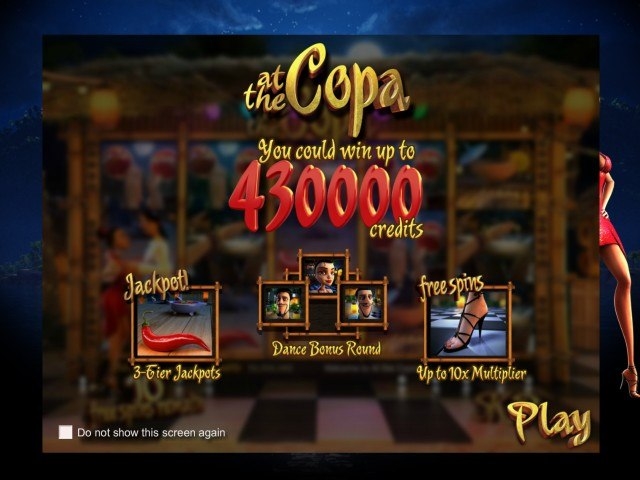 at
the Copa
You could win up to
430000
credits
Jackpot!
free spins
3-Tier Jackpots
Dance Bonus Round
Up to 10x Multiplier
Play
Do not show this screen again